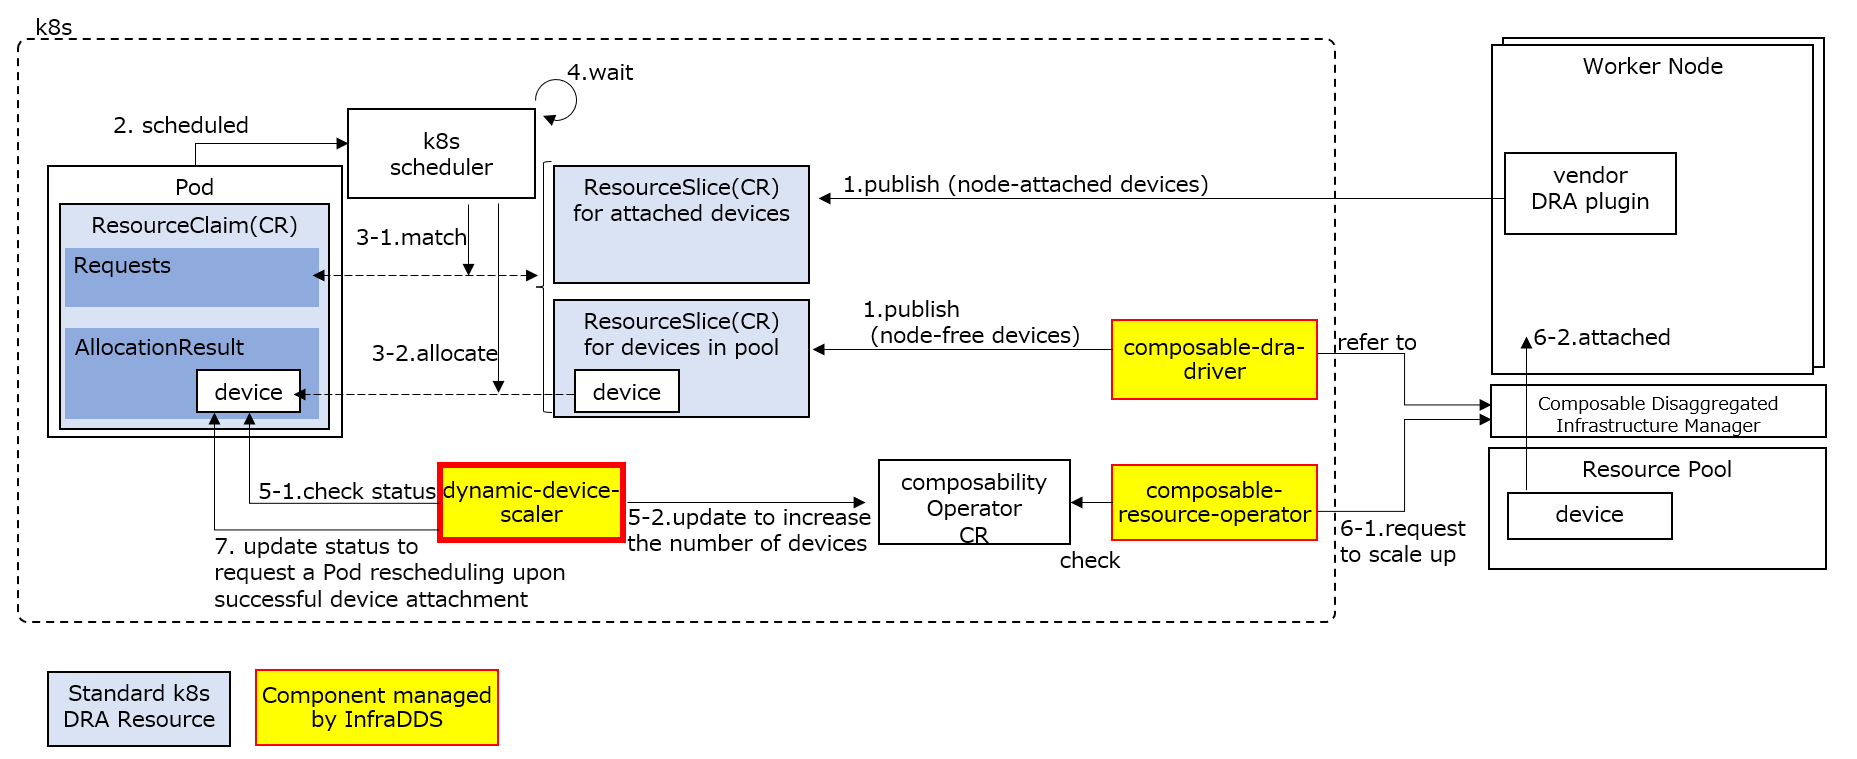 k8s
4.wait
2. scheduled
k8s
scheduler
Pod
ResourceClaim(CR)
Requests
AllocationResult
device
3-1.match
3-2.allocate
ResourceSlice(CR)
for attached devices
ResourceSlice(CR)
for devices in pool
device
1.publish (node-attached devices)
1.publish
(node-free devices)
composable-dra-
driver
refer to
Worker Node
vendor
DRA plugin
6-2.attached
Composable Disaggregated
Infrastructure Manager
Resource Pool
device
5-1.check status
dynamic-device-
scaler
5-2.update to increase
the number of devices
composability
Operator
CR
check
composable-
resource-operator
6-1.request
to scale up
7. update status to
request a Pod rescheduling upon
successful device attachment
Standard k8s
DRA Resource
Component managed
by InfraDDS